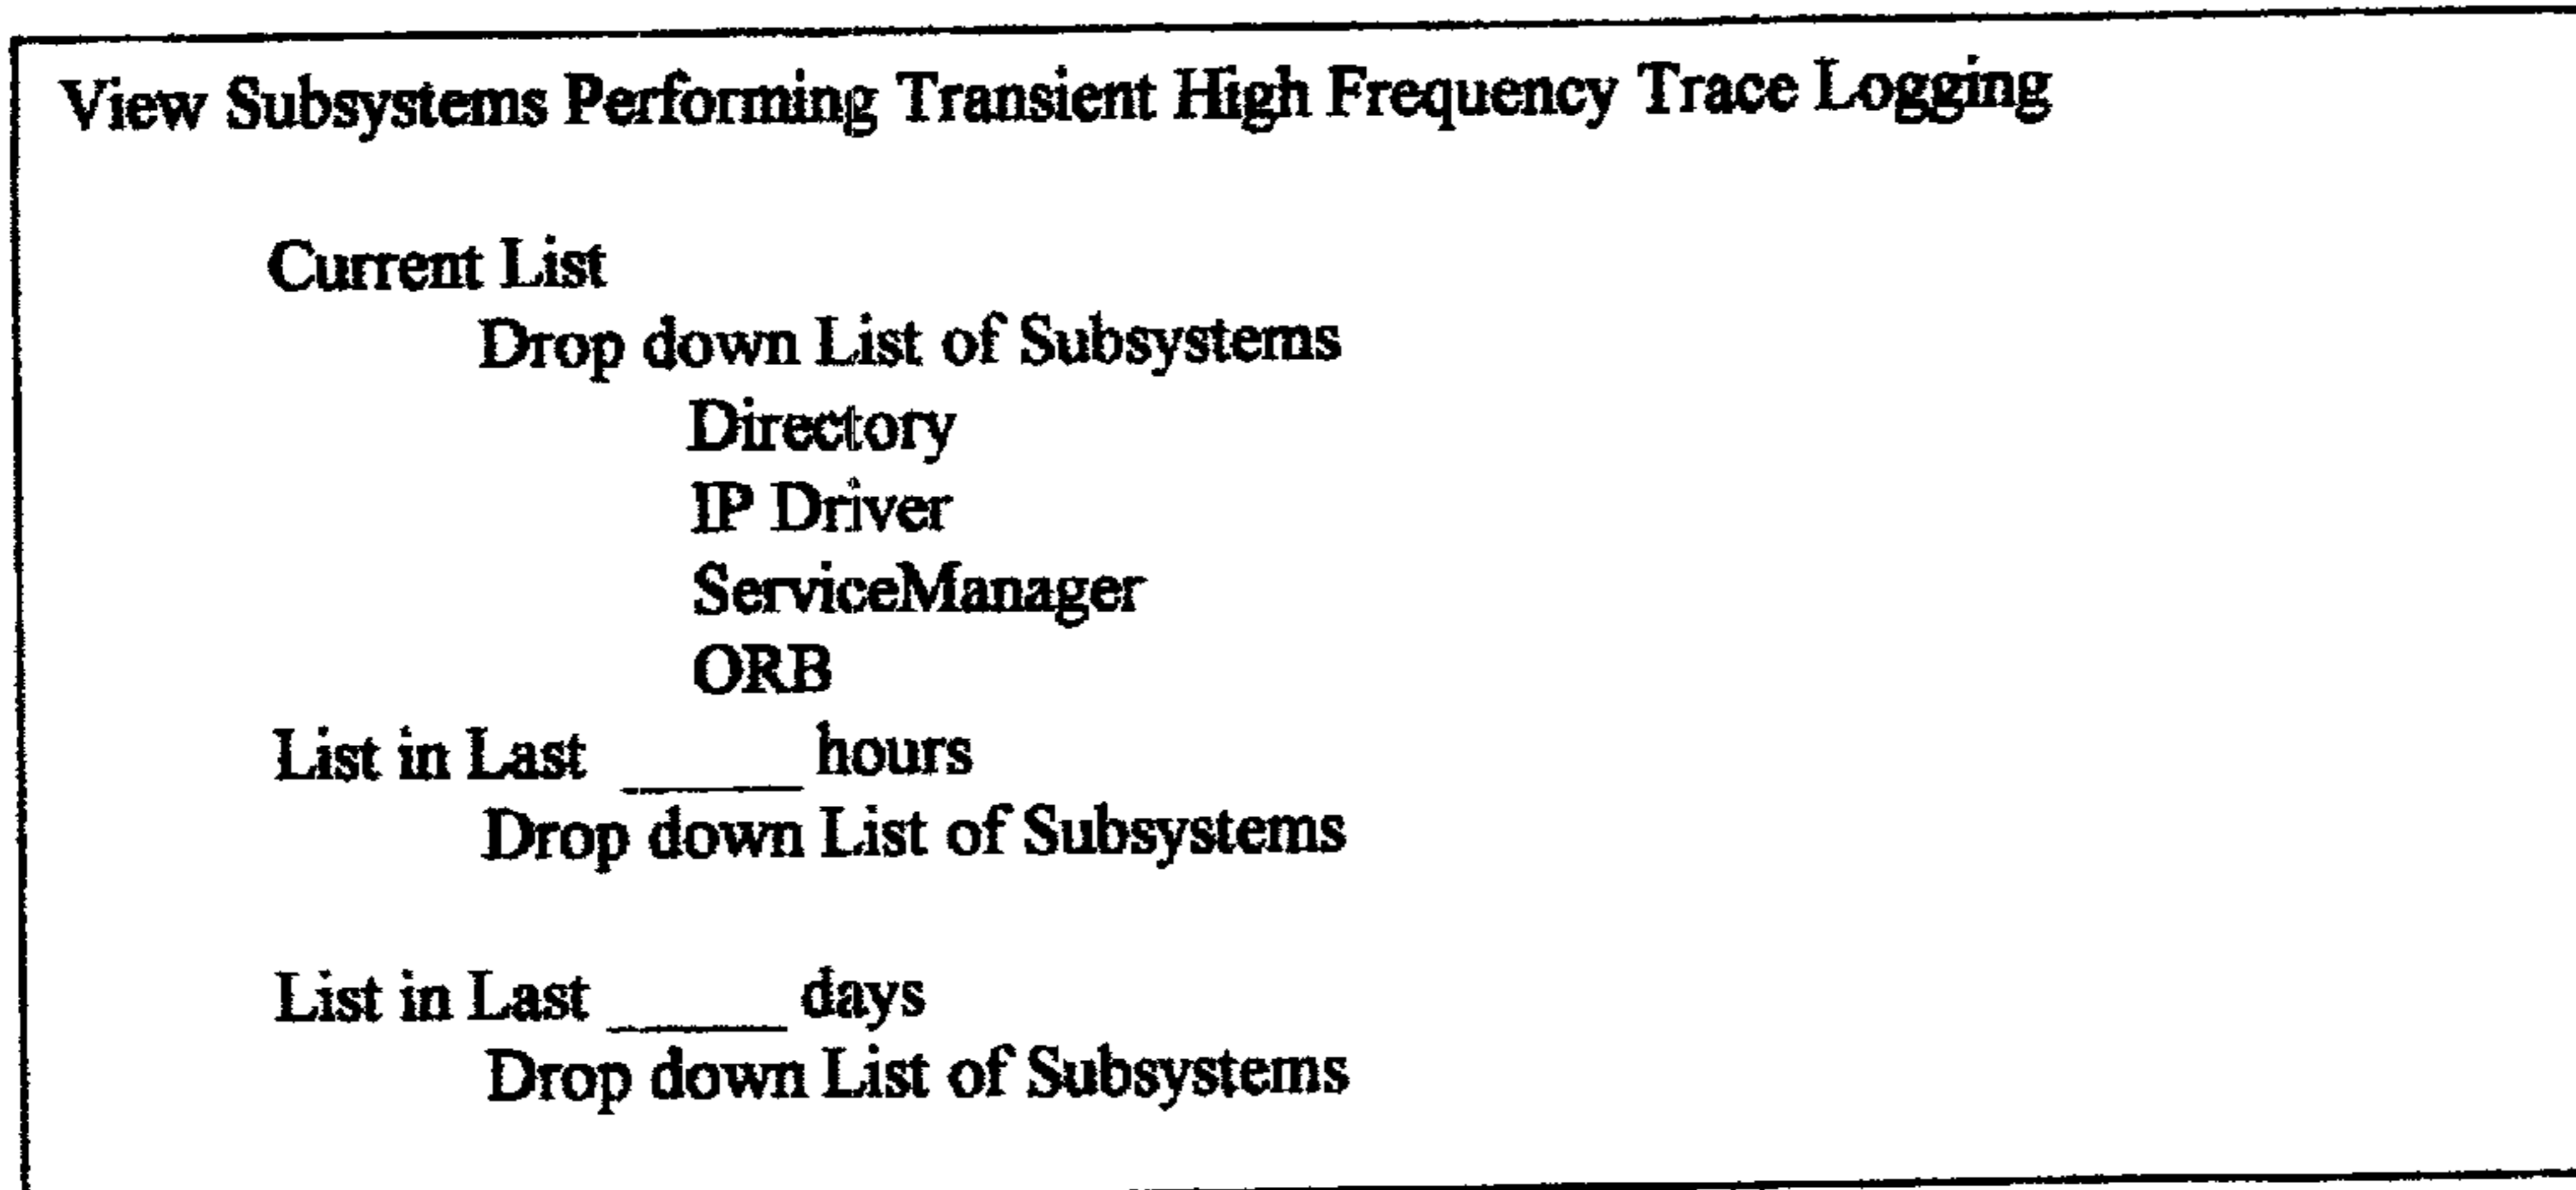 View Subsystems Performing Transient High Frequency Trace Logging
Current List
Drop down List of Subsystems
Directory
IP Driver
ServiceManager
ORB
List in Last _____ hours
Drop down List of Subsystems
List in Last _____ days
Drop down List of Subsystems